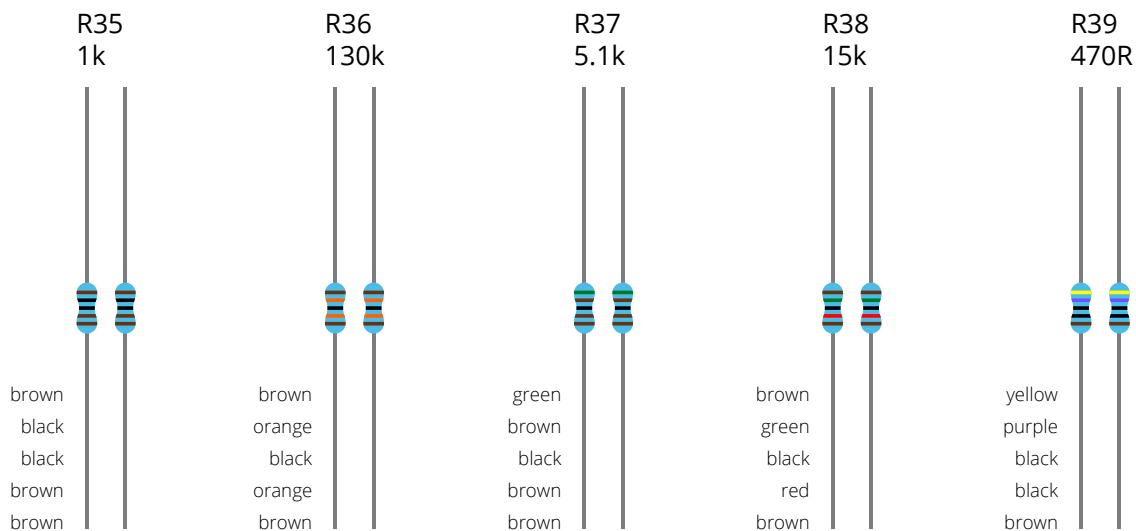 R35
1k
brown
black
black
brown
brown
R36
130k
brown
orange
black
orange
brown
R37
5.1k
green
brown
black
brown
brown
R38
15k
brown
green
black
red
brown
R39
470R
yellow
purple
black
black
brown